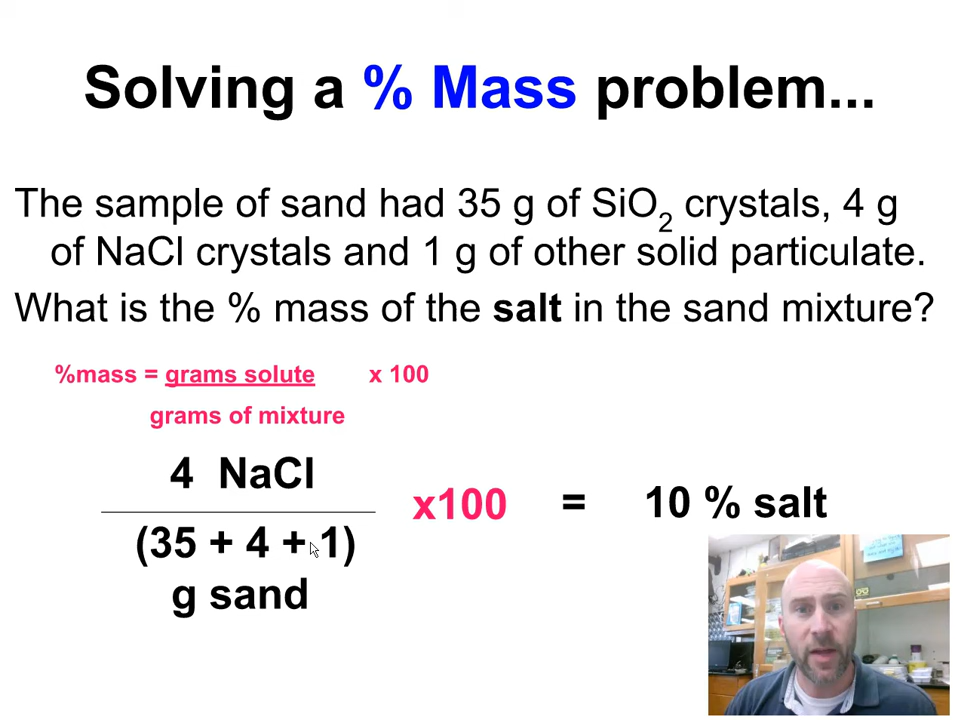 Solving a % Mass problem...
The sample of sand had 35 g of SiO₂ crystals, 4 g
of NaCl crystals and 1 g of other solid particulate.
What is the % mass of the salt in the sand mixture?
%mass = grams solute x 100
grams of mixture
4 NaCl
x100 = 10 % salt
(35 + 4 + 1)
g sand